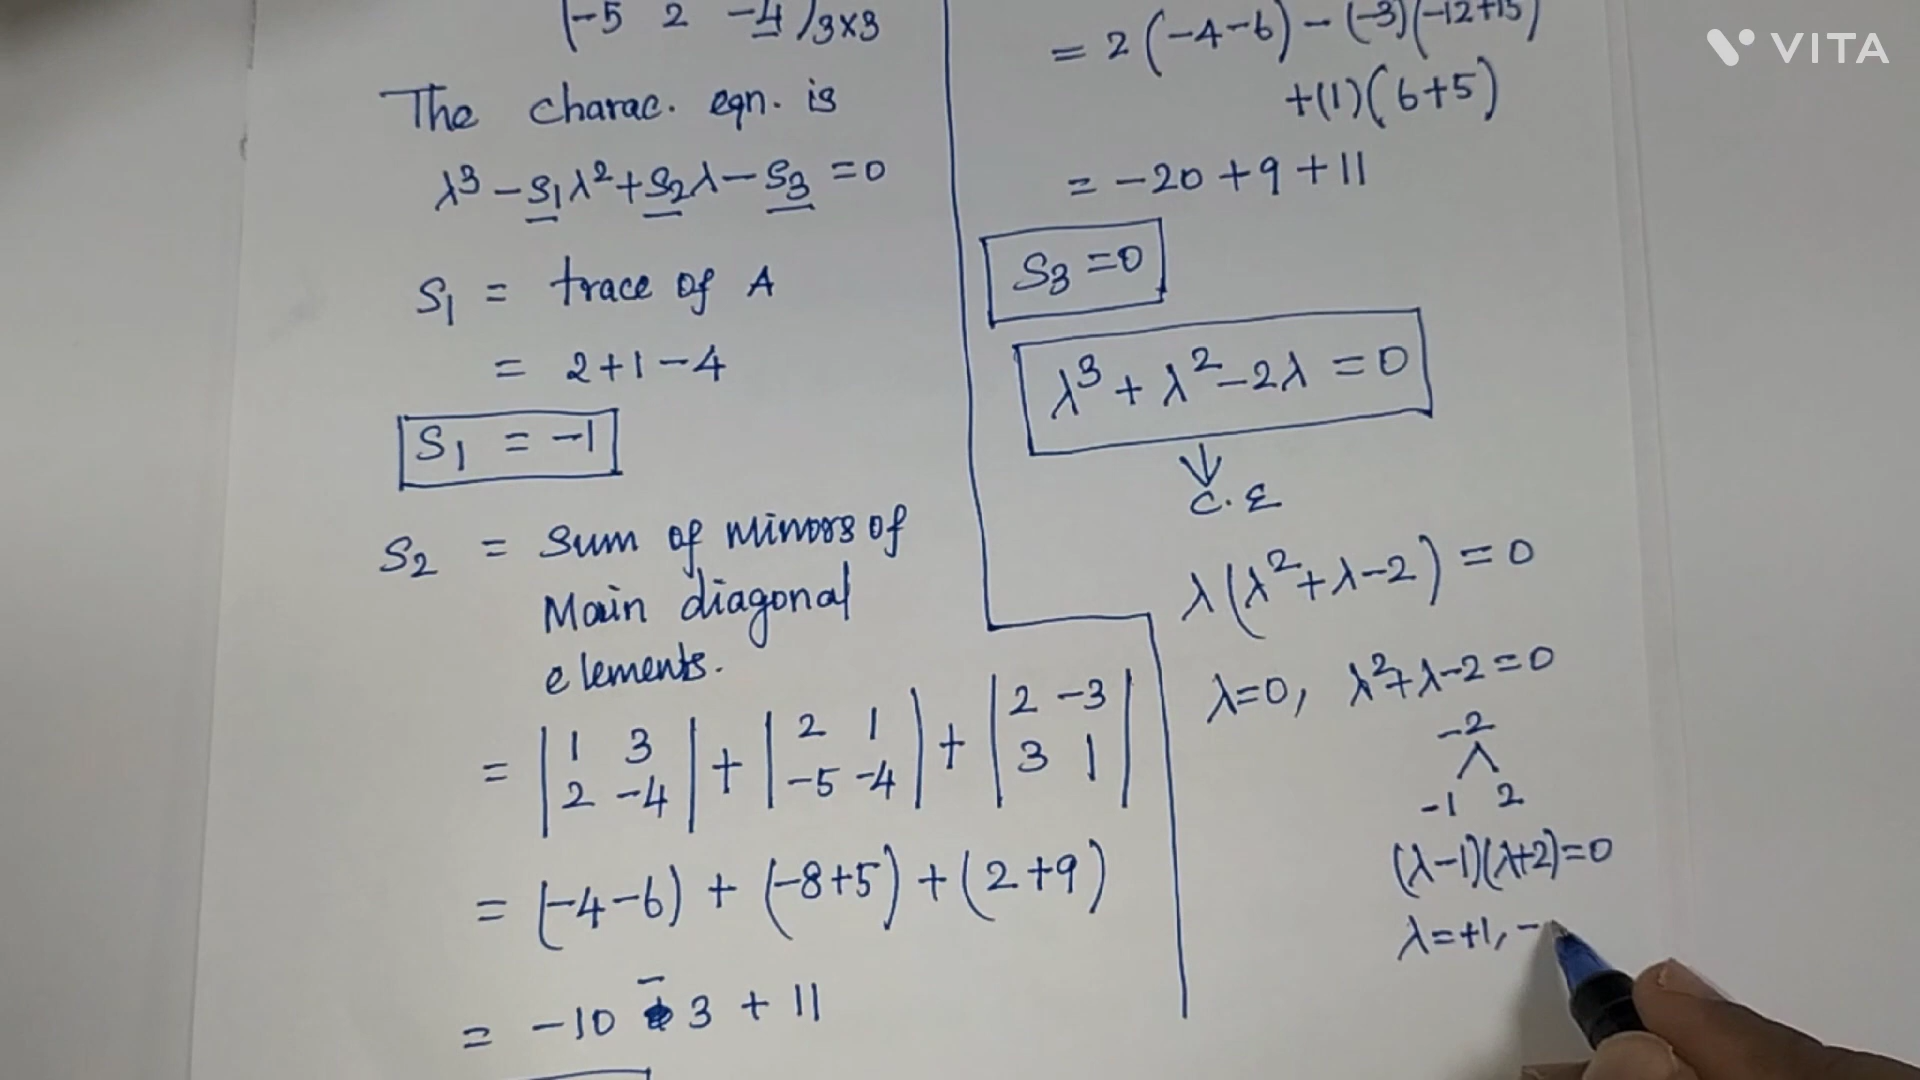 (-5 2 -4)3×3
The charac. eqn. is
λ³-S₁λ²+S₂λ-S₃=0
S₁ = trace of A
= 2+1-4
S₁ = -1
S₂ = Sum of Minors of
Main diagonal
elements.
= |1 3| + |2 1| + |2 -3|
|2 -4| |-5 -4| |3 1|
= (-4-6) + (-8+5) + (2+9)
= -10 - 3 + 11
= 2(-4-6) - (-3)(-12+15)
+(1)(6+5)
= -20+9+11
S₃=0
λ³+λ²-2λ=0
↓
C.E
λ(λ²+λ-2)=0
λ=0, λ²+λ-2=0
-2
-1 2
(λ-1)(λ+2)=0
λ=+1, -
VITA